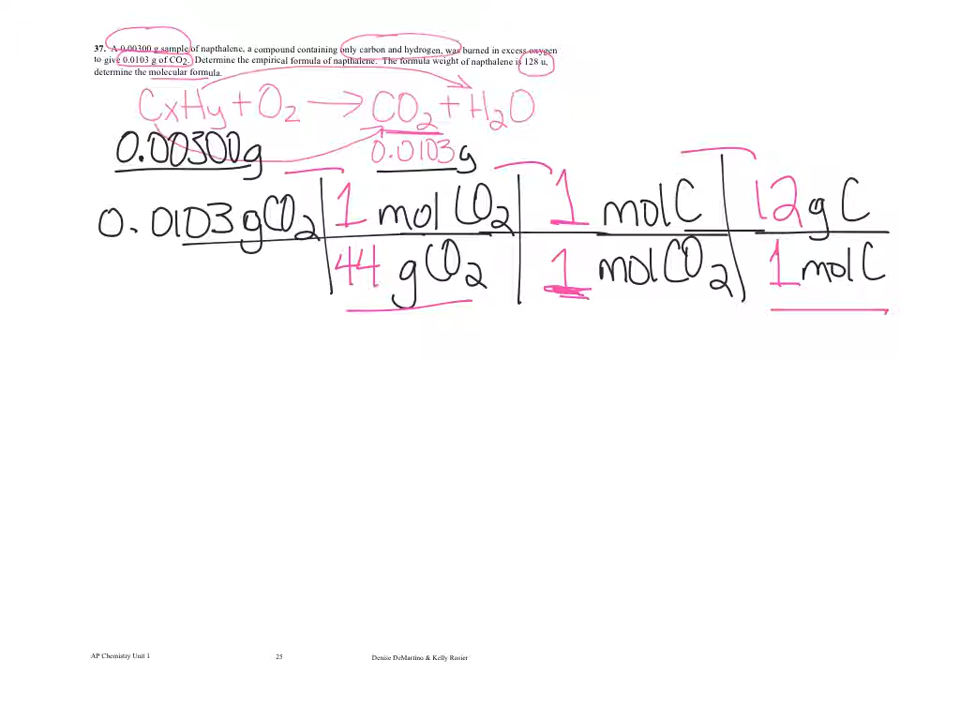 37. A 0.00300 g sample of napthalene, a compound containing only carbon and hydrogen, was burned in excess oxygen
to give 0.0103 g of CO2. Determine the empirical formula of napthalene. The formula weight of napthalene is 128 u,
determine the molecular formula.
CxHy + O2 → CO2 + H2O
0.00300g 0.0103g
0.0103 gCO2 | 1 mol CO2 | 1 mol C | 12 g C
44 g CO2 | 1 mol CO2 | 1 mol C
AP Chemistry Unit 1 25 Denise DeMartino & Kelly Rosier